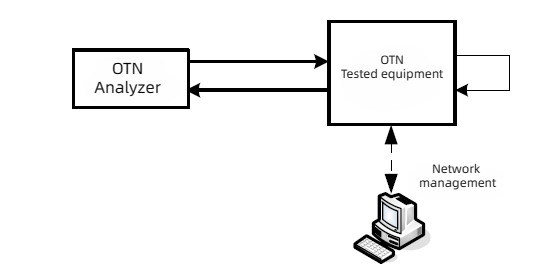 OTN
Analyzer
OTN
Tested equipment
Network
management